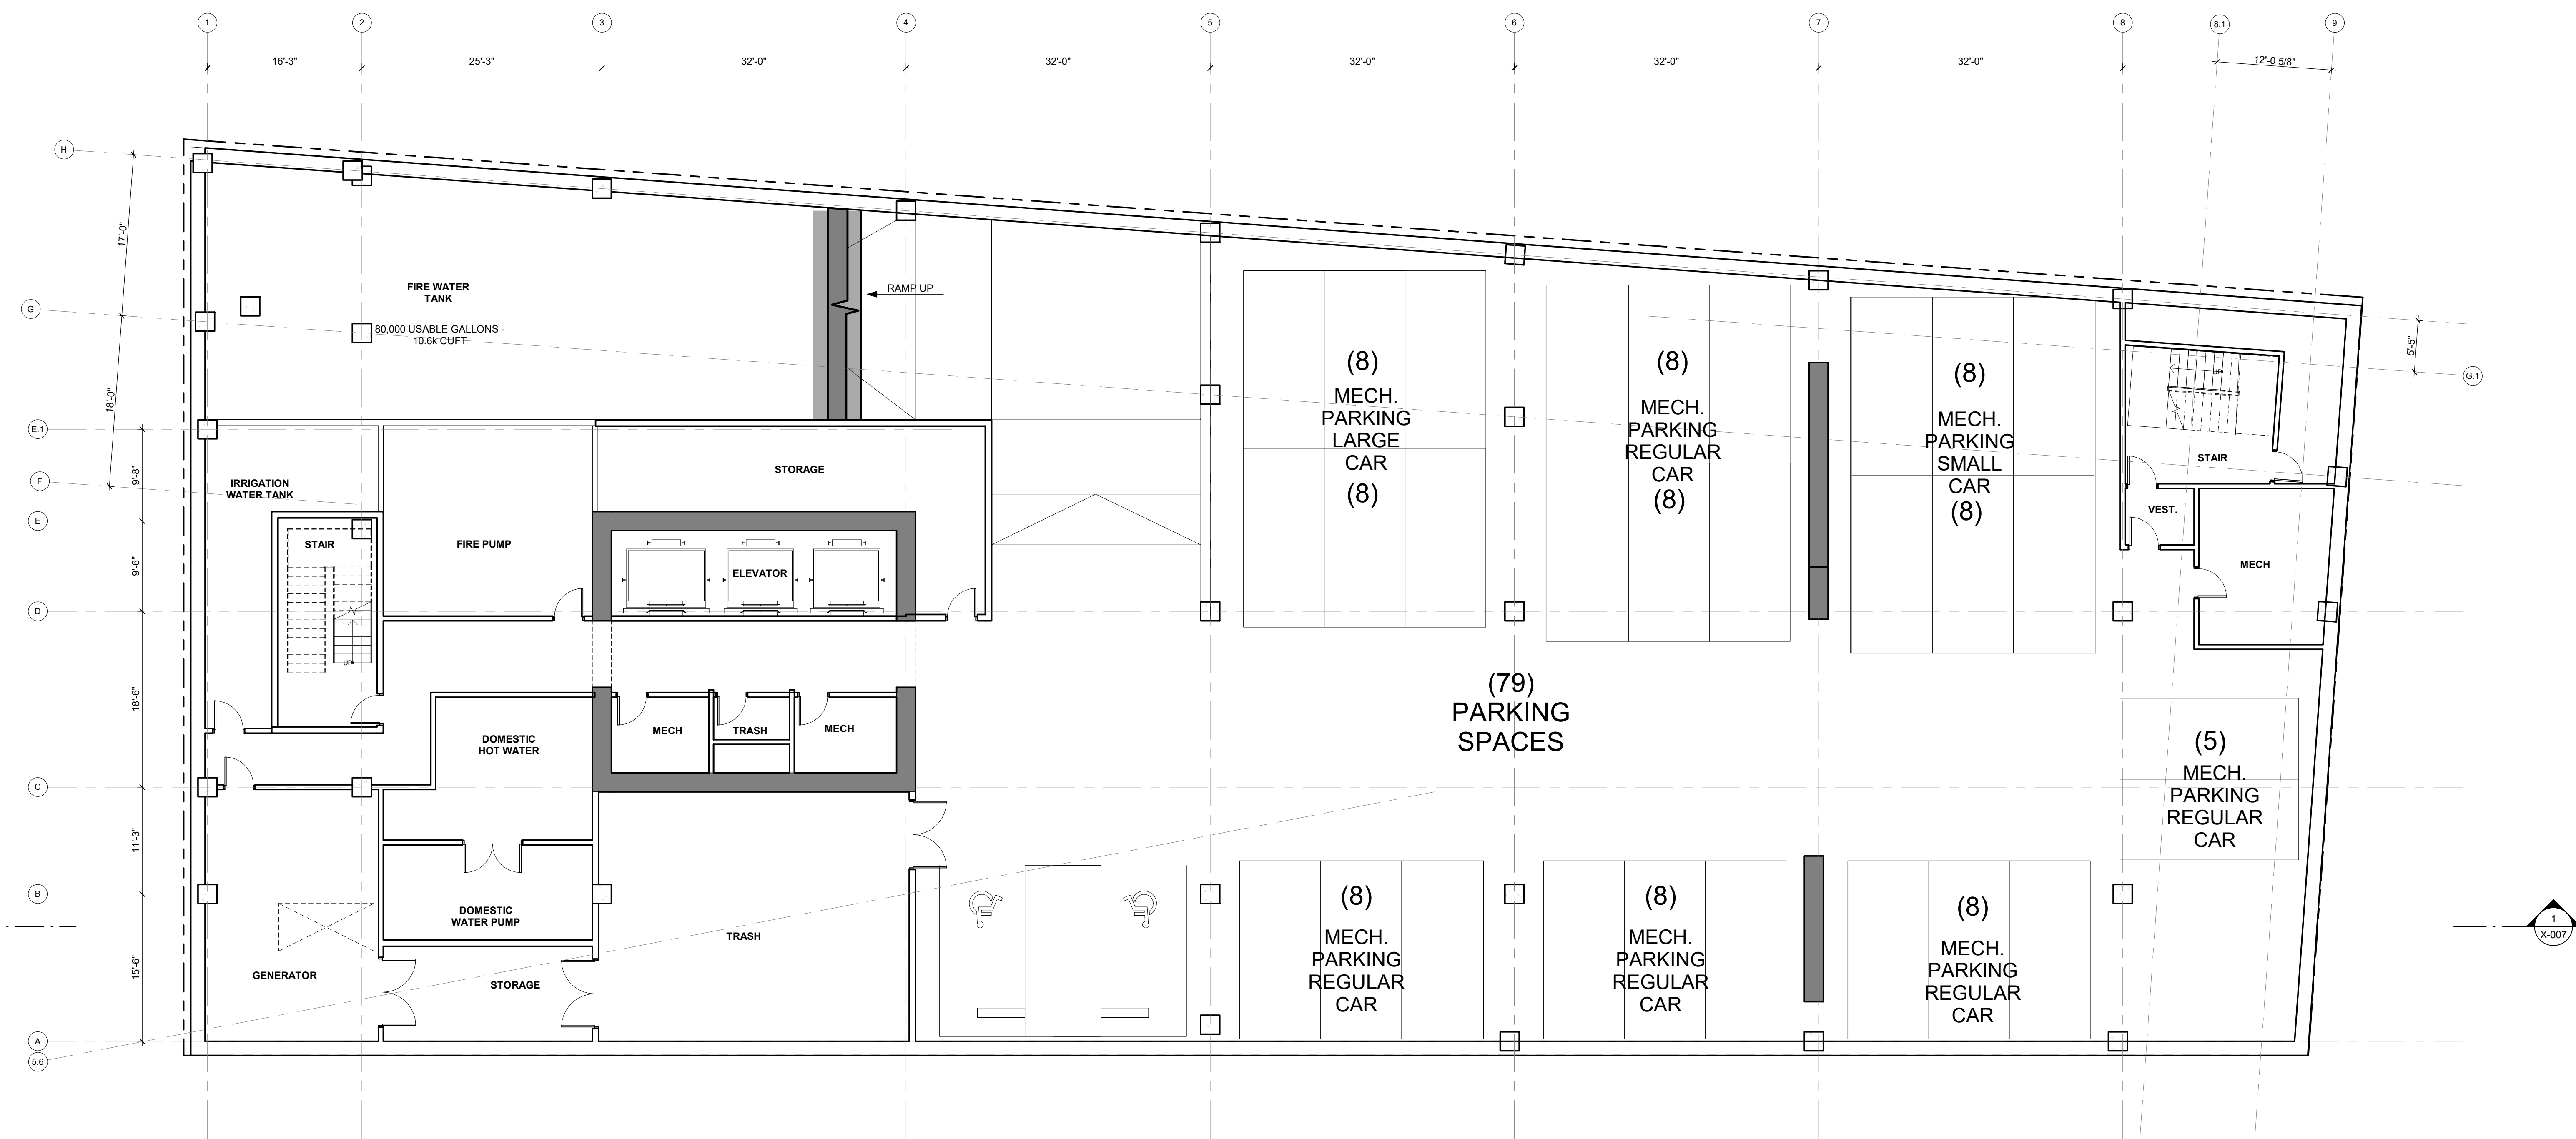 1
2
3
4
5
6
7
8
8.1
9
16'-3"
25'-3"
32'-0"
32'-0"
32'-0"
32'-0"
32'-0"
12'-0 5/8"
H
17'-0"
G
18'-0"
E.1
9'-8"
F
E
9'-6"
D
18'-6"
C
11'-3"
B
15'-6"
A
5.6
5'-5"
G.1
FIRE WATER
TANK
80,000 USABLE GALLONS -
10.6k CUFT
RAMP UP
IRRIGATION
WATER TANK
STAIR
UP
FIRE PUMP
STORAGE
ELEVATOR
DOMESTIC
HOT WATER
MECH
TRASH
MECH
DOMESTIC
WATER PUMP
GENERATOR
STORAGE
TRASH
(8)
MECH.
PARKING
LARGE
CAR
(8)
(8)
MECH.
PARKING
REGULAR
CAR
(8)
(8)
MECH.
PARKING
SMALL
CAR
(8)
UP
STAIR
VEST.
MECH
(79)
PARKING
SPACES
(5)
MECH.
PARKING
REGULAR
CAR
(8)
MECH.
PARKING
REGULAR
CAR
(8)
MECH.
PARKING
REGULAR
CAR
(8)
MECH.
PARKING
REGULAR
CAR
1
X-007